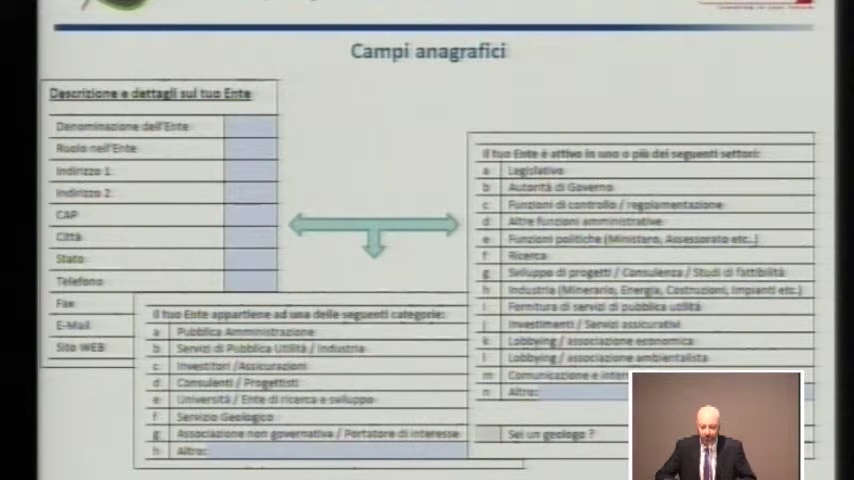 Campi anagrafici
Descrizione e dettagli sul tuo Ente
Denominazione dell'Ente
Ruolo nell'Ente
Indirizzo 1
Indirizzo 2
CAP
Città
Stato
Telefono
Fax
E-Mail
Sito WEB
Il tuo Ente appartiene ad una delle seguenti categorie:
a Pubblica Amministrazione
b Servizi di Pubblica Utilità / Industria
c Investitori /Assicurazioni
d Consulenti / Progettisti
e Università / Ente di ricerca e sviluppo
f Servizio Geologico
g Associazione non governativa / Portatore di interesse
h Altro:
Il tuo Ente è attivo in uno o più dei seguenti settori:
a Legislativo
b Autorità di Governo
c Funzioni di controllo / regolamentazione
d Altre funzioni amministrative
e Funzioni politiche (Ministero, Assessorato etc..)
f Ricerca
g Sviluppo di progetti / Consulenza / Studi di fattibilità
h Industria (Minerario, Energia, Costruzioni, Impianti etc.)
i Fornitura di servizi di pubblica utilità
j Investimenti / Servizi assicurativi
k Lobbying / associazione economica
l Lobbying / associazione ambientalista
m Comunicazione e
n Altro:
Sei un geologo ?